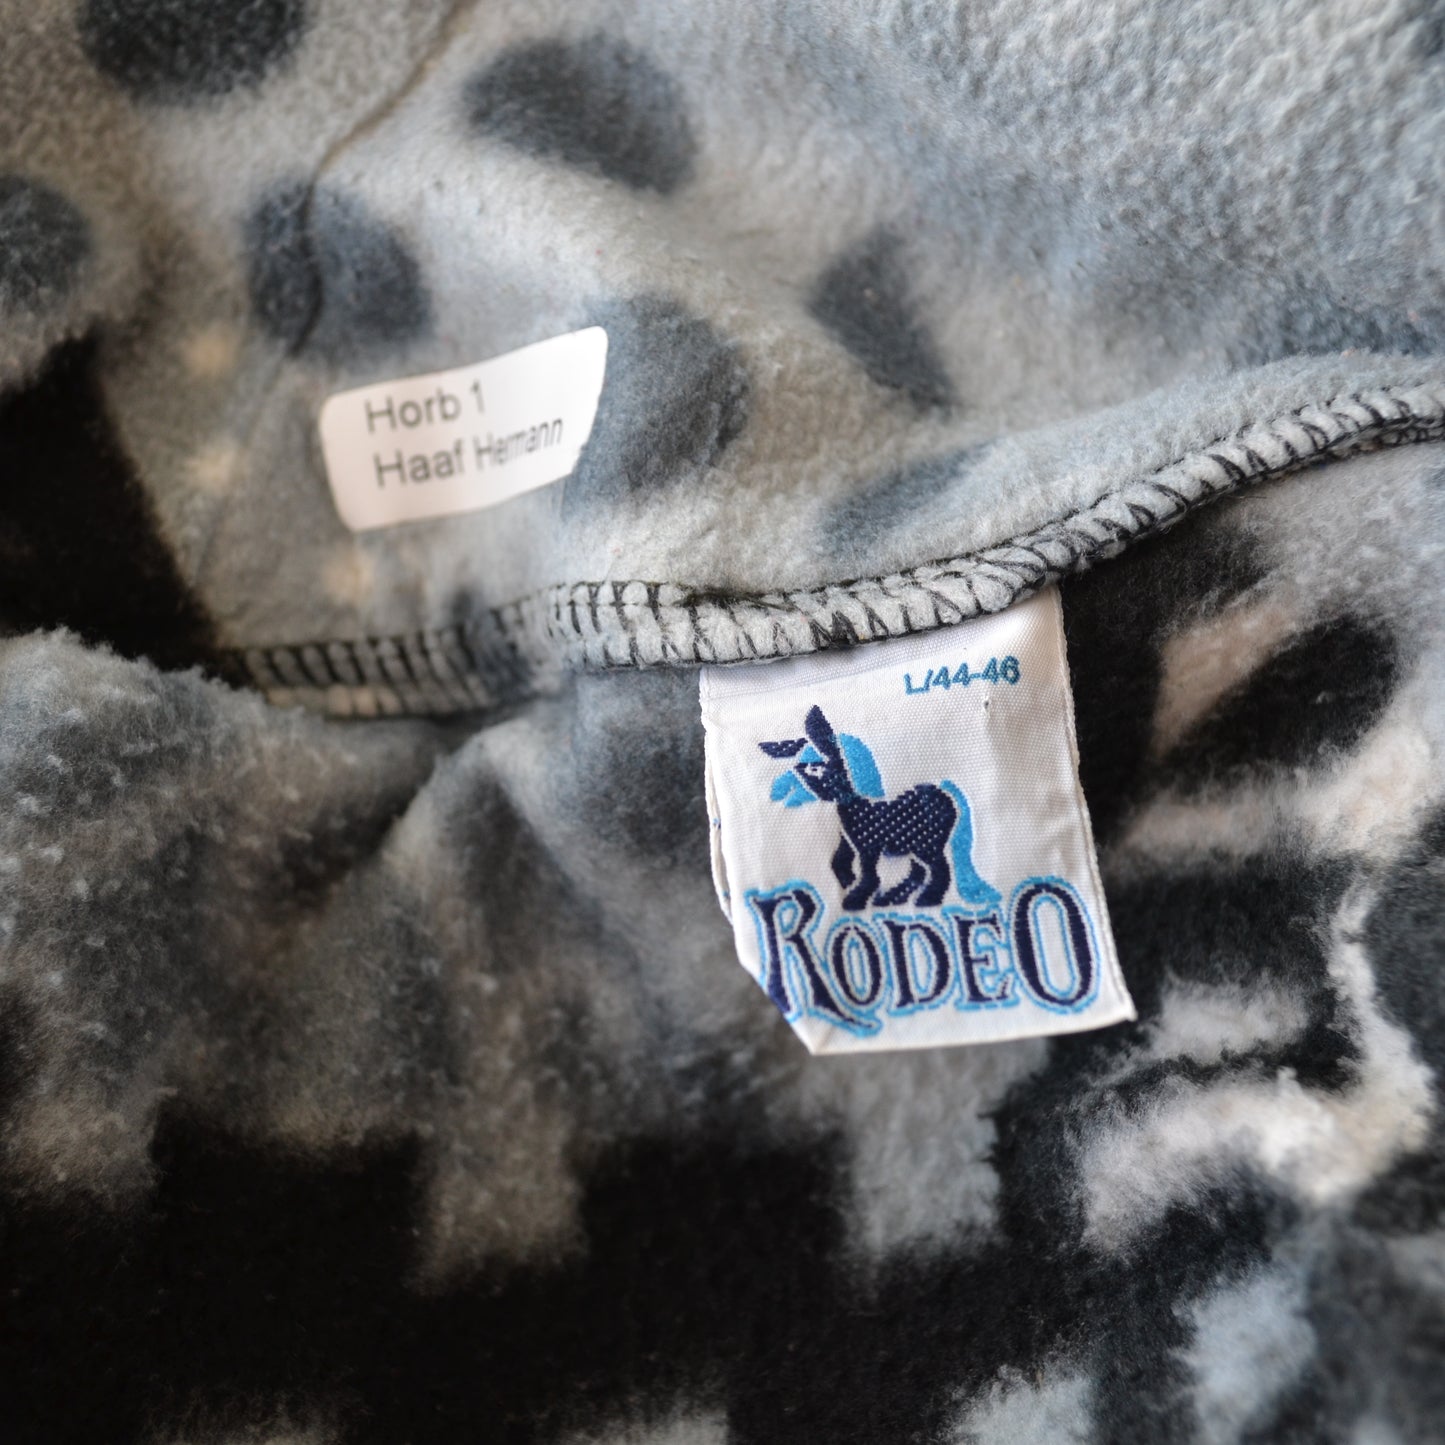 Horb 1
Haaf Hermann
L/44-46
RODEO